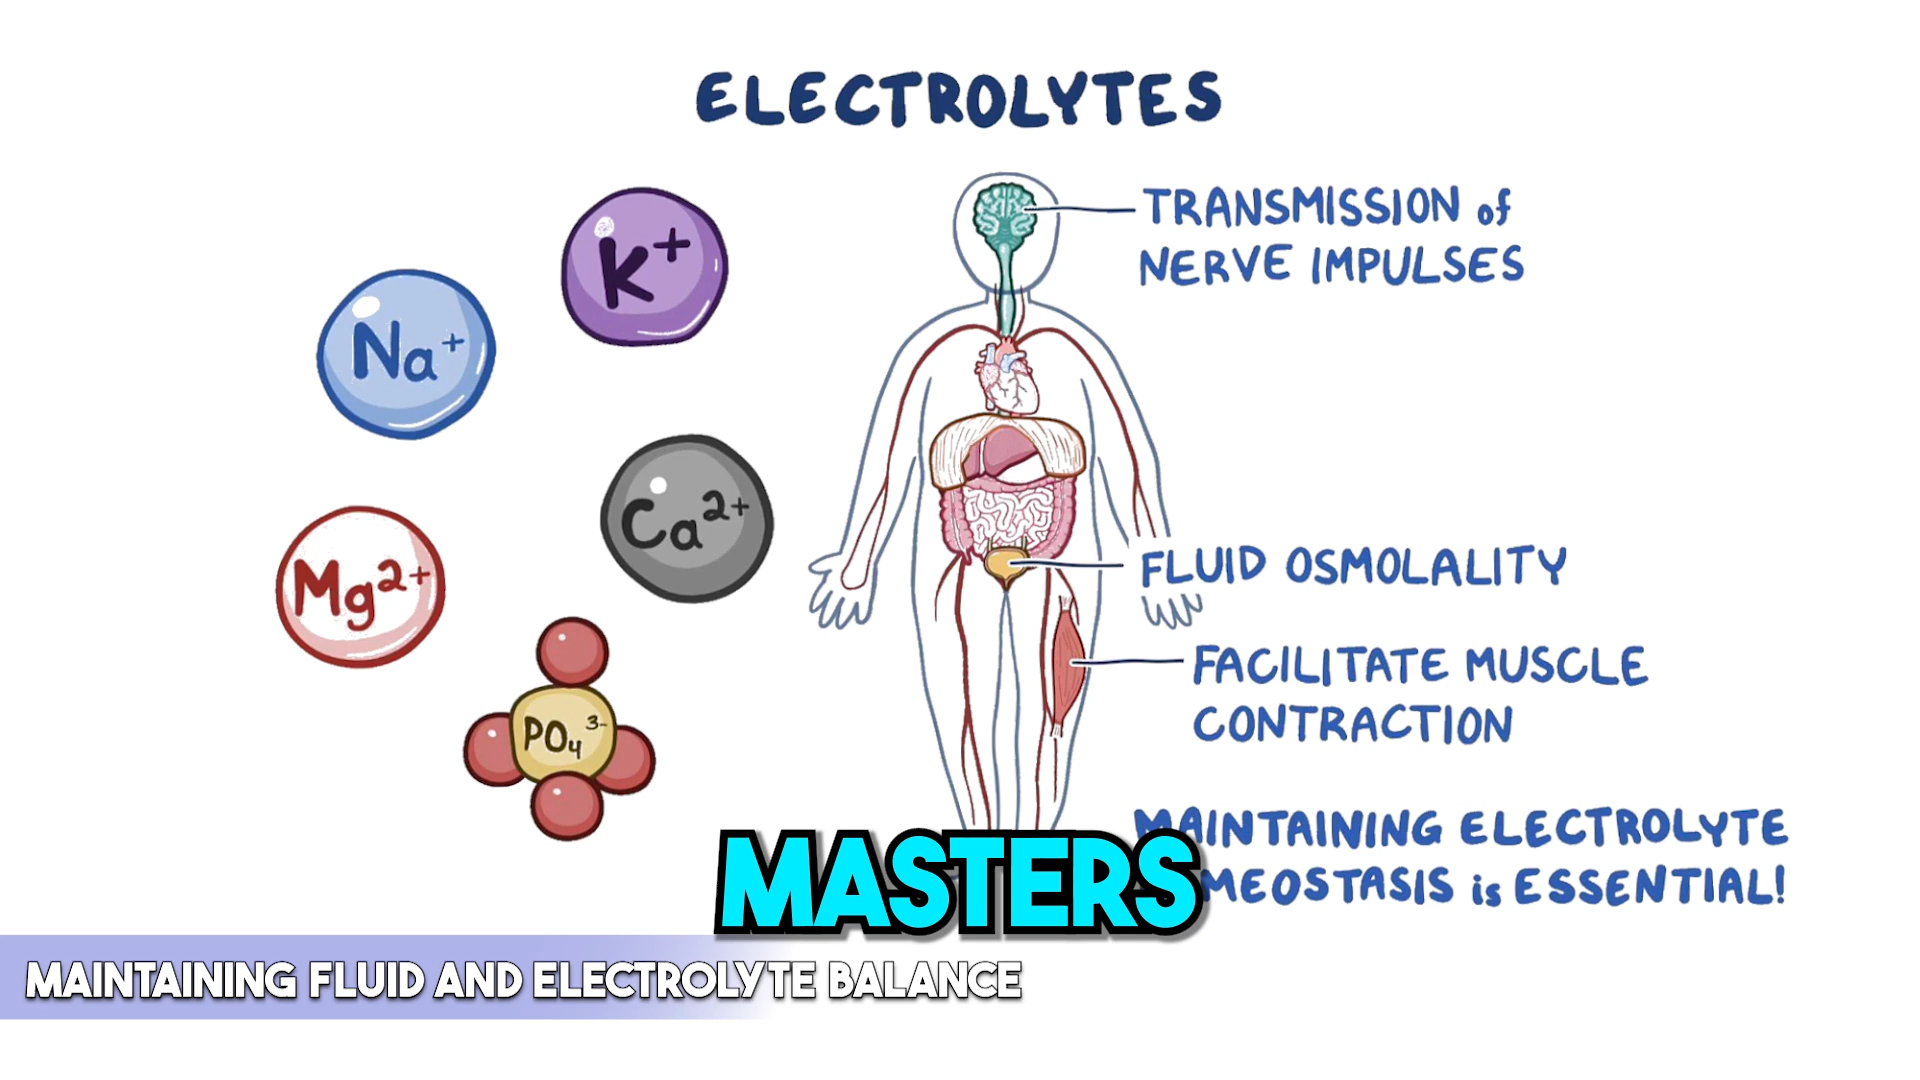 ELECTROLYTES
K+
Na+
Ca2+
Mg2+
PO4 3-
TRANSMISSION of
NERVE IMPULSES
FLUID OSMOLALITY
FACILITATE MUSCLE
CONTRACTION
MAINTAINING ELECTROLYTE
MEOSTASIS is ESSENTIAL!
MASTERS
MAINTAINING FLUID AND ELECTROLYTE BALANCE